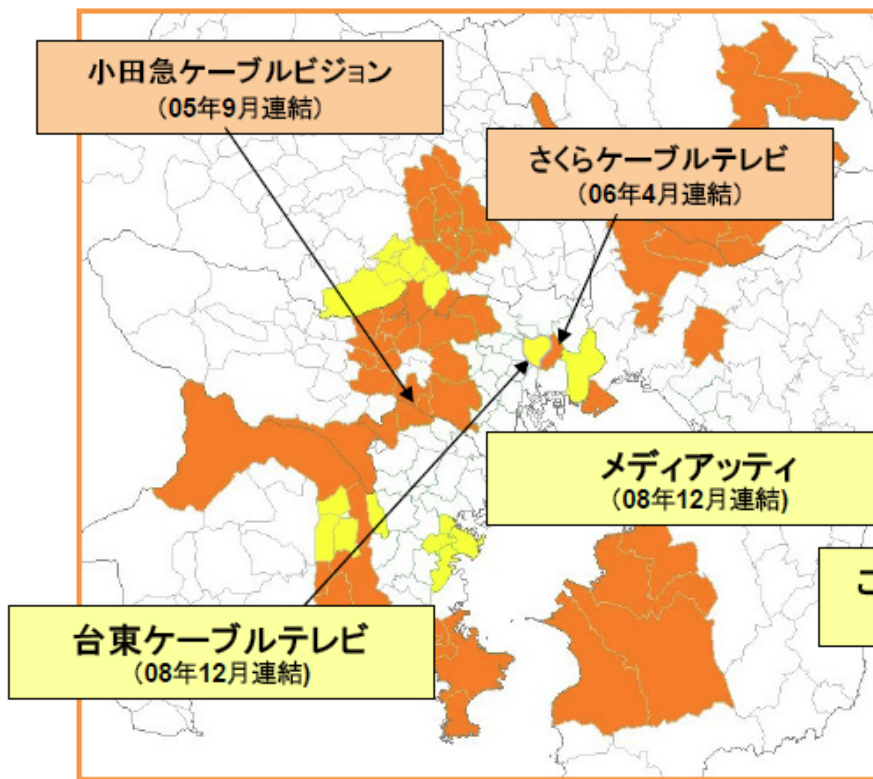 小田急ケーブルビジョン
（05年9月連結）
さくらケーブルテレビ
（06年4月連結）
メディアッティ
（08年12月連結)
台東ケーブルテレビ
（08年12月連結)